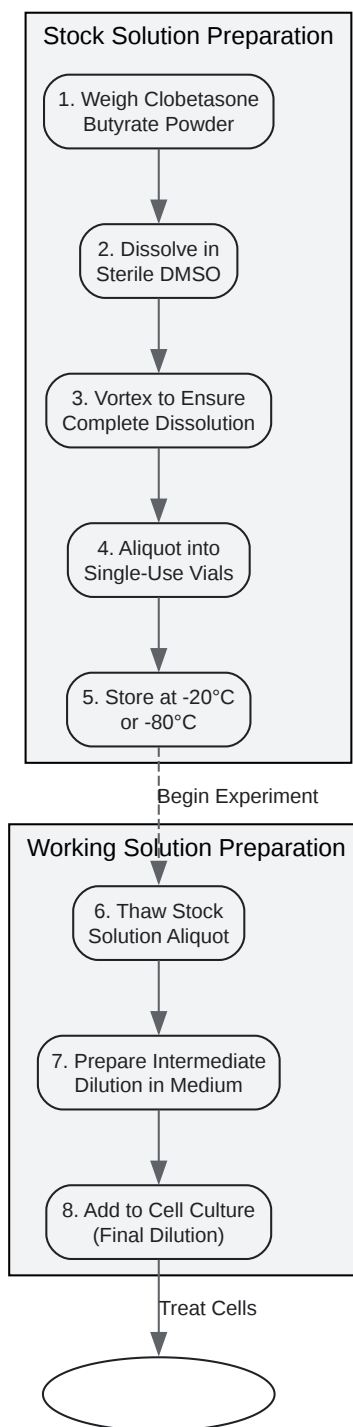 Stock Solution Preparation
1. Weigh Clobetasone
Butyrate Powder
2. Dissolve in
Sterile DMSO
3. Vortex to Ensure
Complete Dissolution
4. Aliquot into
Single-Use Vials
5. Store at -20°C
or -80°C
Begin Experiment
Working Solution Preparation
6. Thaw Stock
Solution Aliquot
7. Prepare Intermediate
Dilution in Medium
8. Add to Cell Culture
(Final Dilution)
Treat Cells